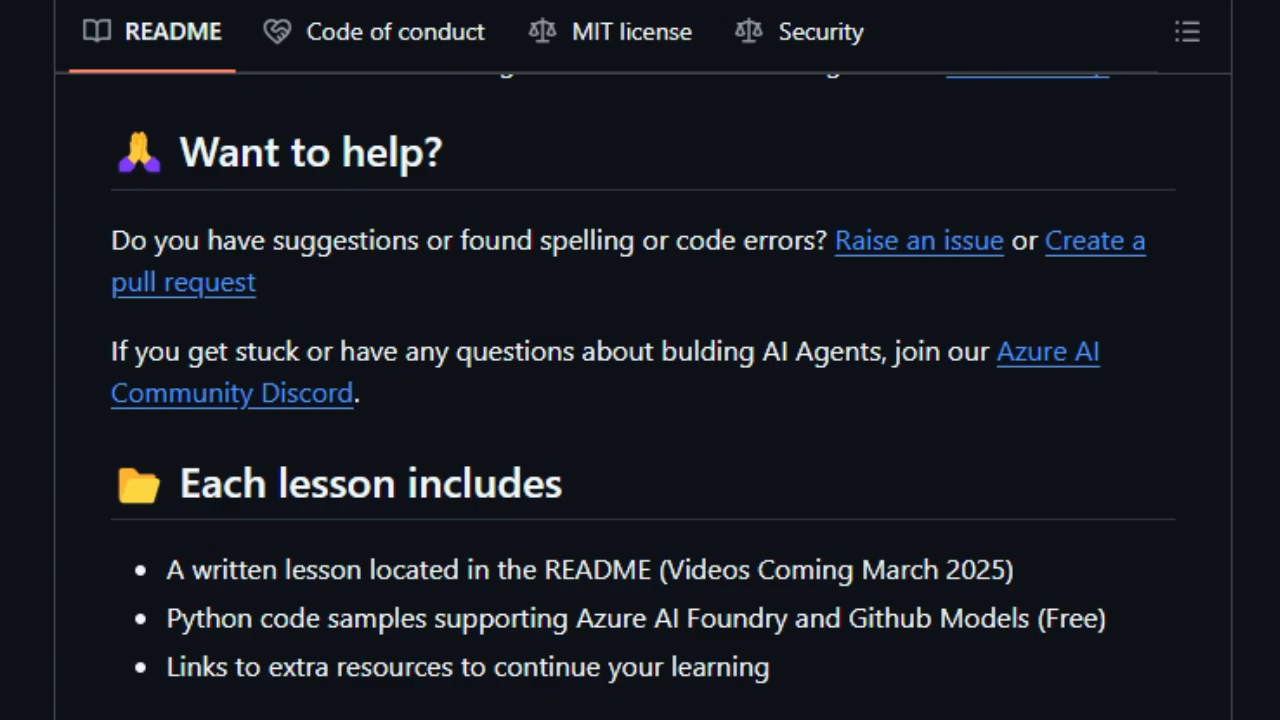 README Code of conduct MIT license Security
Want to help?
Do you have suggestions or found spelling or code errors? Raise an issue or Create a
pull request
If you get stuck or have any questions about bulding AI Agents, join our Azure AI
Community Discord.
Each lesson includes
A written lesson located in the README (Videos Coming March 2025)
Python code samples supporting Azure AI Foundry and Github Models (Free)
Links to extra resources to continue your learning